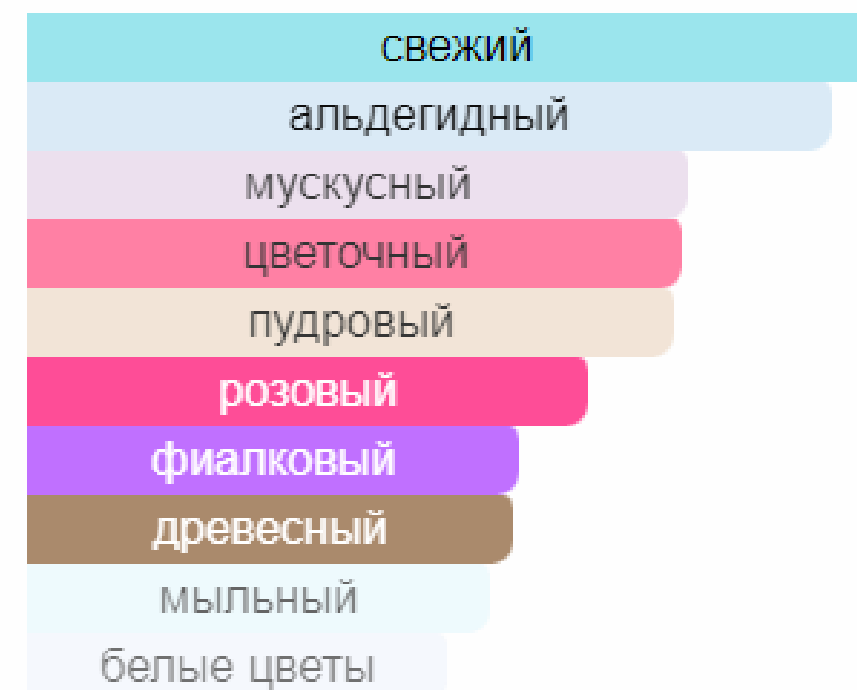 свежий
альдегидный
мускусный
цветочный
пудровый
розовый
фиалковый
древесный
мыльный
белые цветы